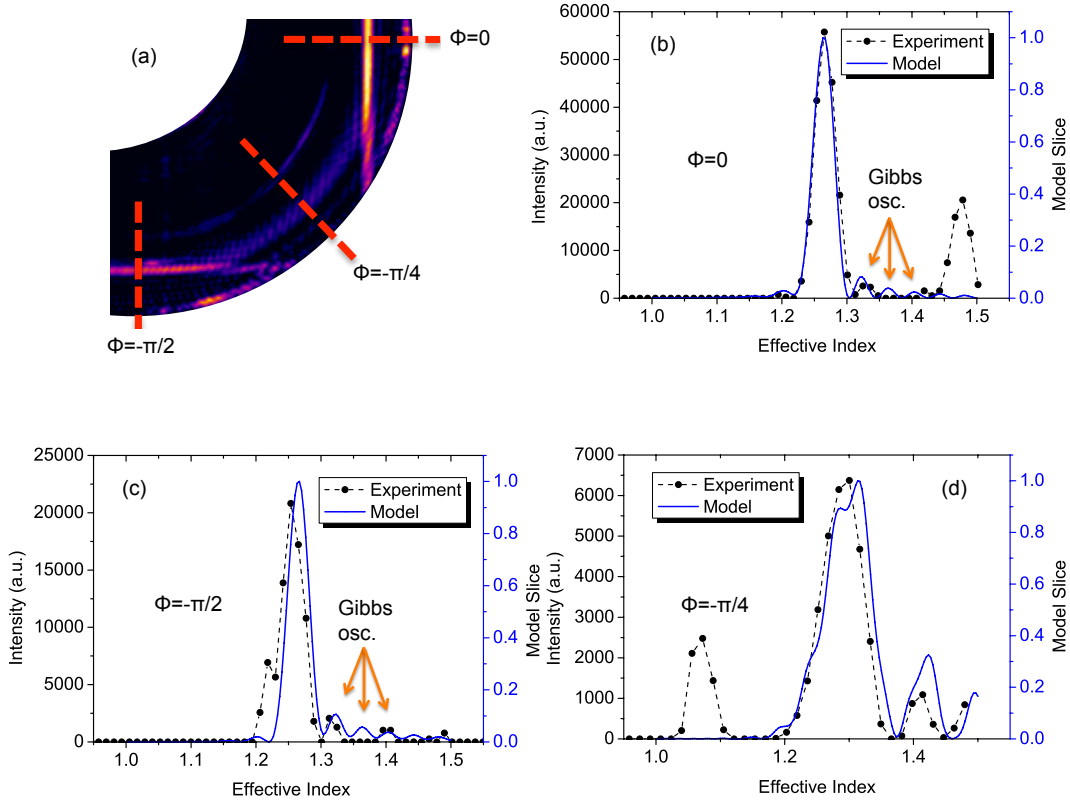 (a)
Φ=0
Φ=-π/4
Φ=-π/2
(b)
Experiment
Model
Φ=0
Gibbs
osc.
60000
50000
40000
30000
20000
10000
0
Intensity (a.u.)
1.0
0.8
0.6
0.4
0.2
0.0
Model Slice
1.0 1.1 1.2 1.3 1.4 1.5
Effective Index
(c)
Experiment
Model
Φ=-π/2
Gibbs
osc.
25000
20000
15000
10000
5000
0
Intensity (a.u.)
1.0
0.8
0.6
0.4
0.2
0.0
Model Slice
1.0 1.1 1.2 1.3 1.4 1.5
Effective Index
(d)
Experiment
Model
Φ=-π/4
7000
6000
5000
4000
3000
2000
1000
0
Intensity (a.u.)
1.0
0.8
0.6
0.4
0.2
0.0
Model Slice
1.0 1.2 1.3 1.4
Effective Index